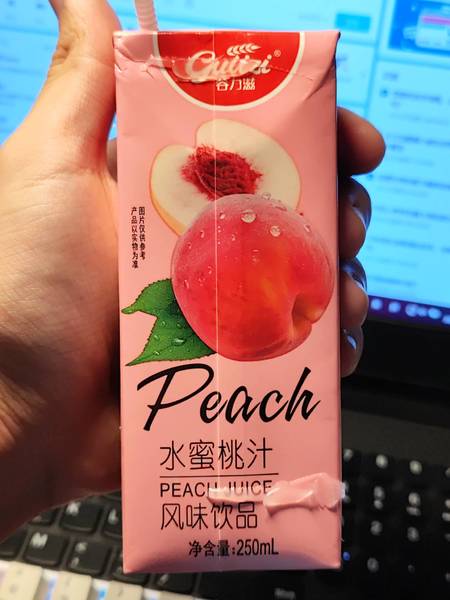 Gulizi®
谷力滋
图片仅供参考
产品以实物为准
Peach
水蜜桃汁
PEACH JUICE
风味饮品
净含量:250mL